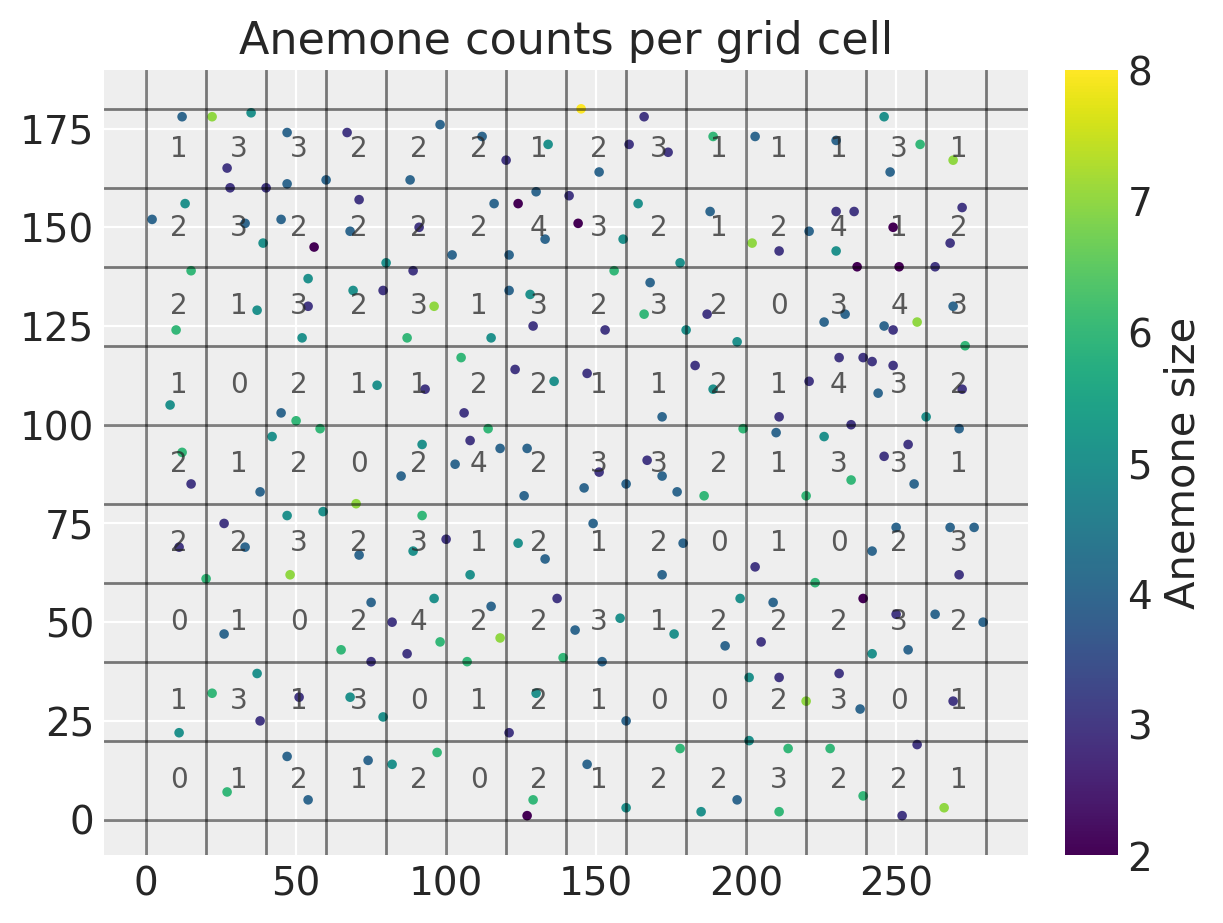 Anemone counts per grid cell
175
150
125
100
75
50
25
0
1 3 3 2 2 2 1 2 3 1 1 1 3 1
2 3 2 2 2 2 4 3 2 1 2 4 1 2
2 1 3 2 3 1 3 2 3 2 0 3 4 3
1 0 2 1 1 2 2 1 1 2 1 4 3 2
2 1 2 0 2 4 2 3 3 2 1 3 3 1
2 2 3 2 3 1 2 1 2 0 1 0 2 3
0 1 0 2 4 2 2 3 1 2 2 2 3 2
1 3 1 3 0 1 2 1 0 0 2 3 0 1
0 1 2 1 2 0 2 1 2 2 3 2 2 1
0 50 100 150 200 250
8
7
6
5
4
3
2
Anemone size